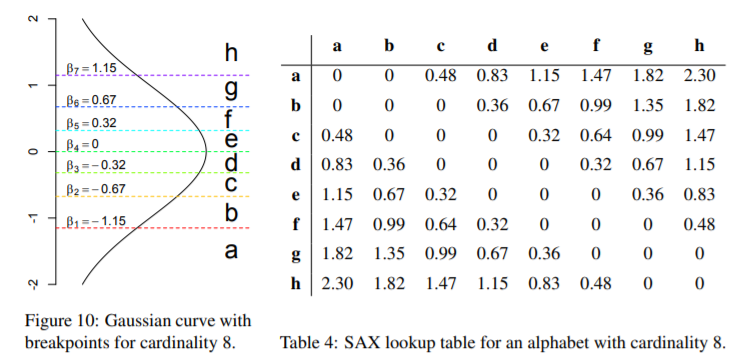 2
1
0
-1
-2
β7 = 1.15
β6 = 0.67
β5 = 0.32
β4 = 0
β3 = −0.32
β2 = −0.67
β1 = −1.15
h
g
f
e
d
c
b
a
Figure 10: Gaussian curve with
breakpoints for cardinality 8.
a b c d e f g h
a 0 0 0.48 0.83 1.15 1.47 1.82 2.30
b 0 0 0 0.36 0.67 0.99 1.35 1.82
c 0.48 0 0 0 0.32 0.64 0.99 1.47
d 0.83 0.36 0 0 0 0.32 0.67 1.15
e 1.15 0.67 0.32 0 0 0 0.36 0.83
f 1.47 0.99 0.64 0.32 0 0 0 0.48
g 1.82 1.35 0.99 0.67 0.36 0 0 0
h 2.30 1.82 1.47 1.15 0.83 0.48 0 0
Table 4: SAX lookup table for an alphabet with cardinality 8.